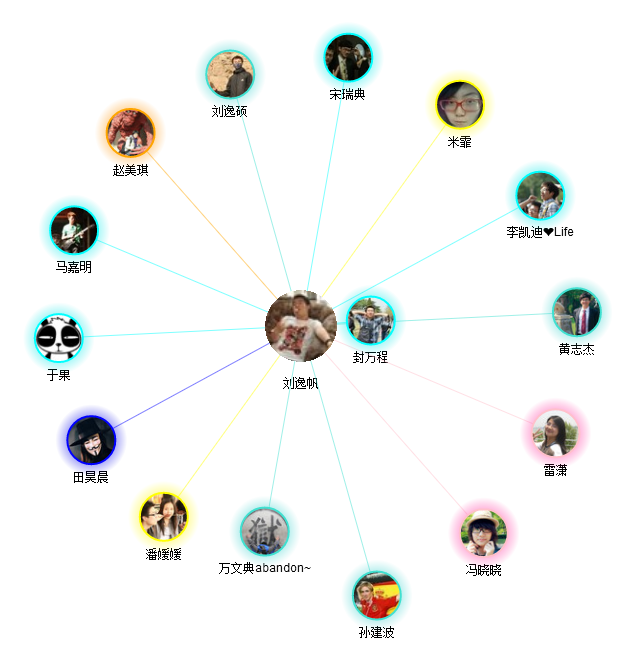 宋瑞典
刘逸硕
米霏
赵美琪
李凯迪❤Life
马嘉明
黄志杰
封万程
于果
刘逸帆
雷潇
田昊晨
潘媛媛
万文典abandon~
冯晓晓
孙建波
獄